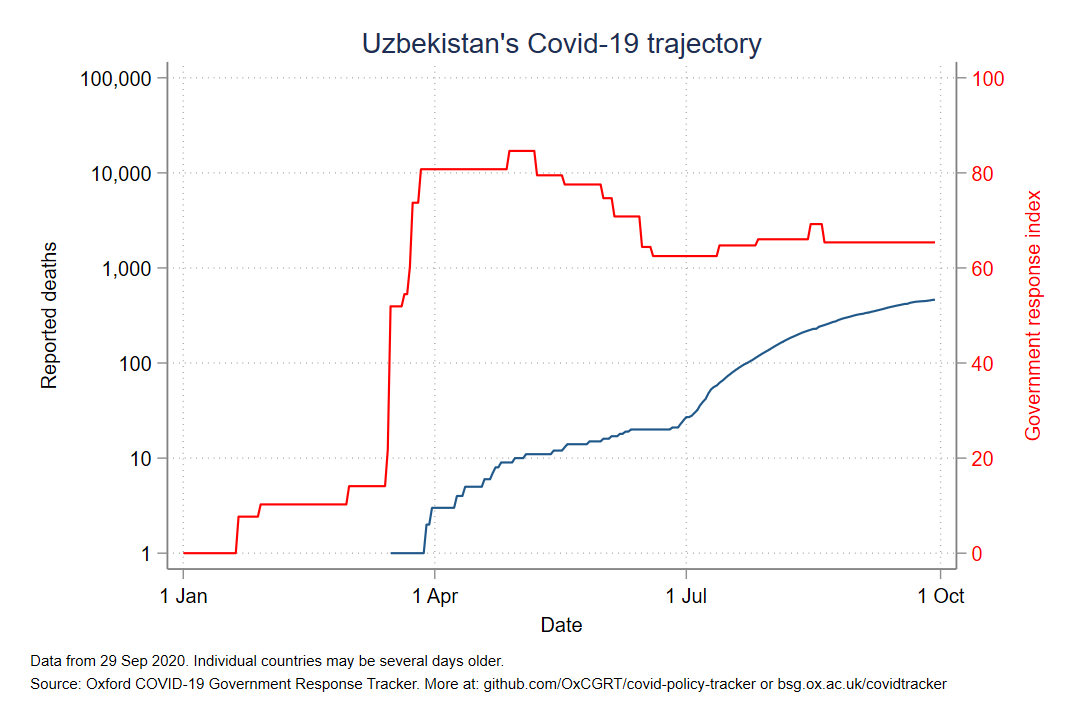 Uzbekistan's Covid-19 trajectory
100,000
10,000
1,000
100
10
1
Reported deaths
100
80
60
40
20
0
Government response index
1 Jan
1 Apr
1 Jul
1 Oct
Date
Data from 29 Sep 2020. Individual countries may be several days older.
Source: Oxford COVID-19 Government Response Tracker. More at: github.com/OxCGRT/covid-policy-tracker or bsg.ox.ac.uk/covidtracker